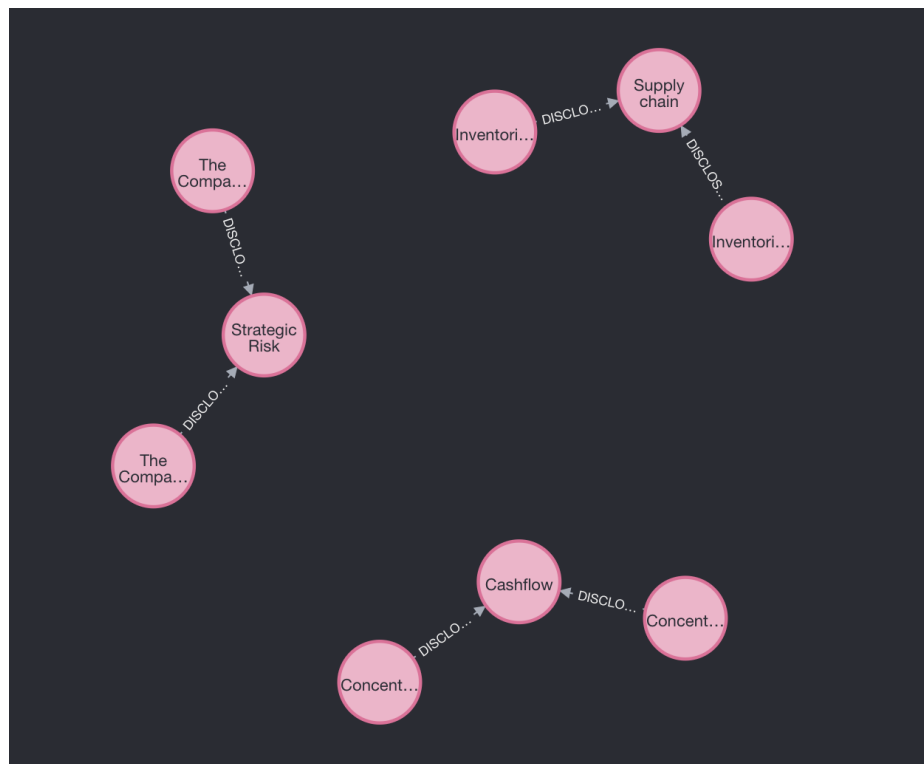 Supply
chain
Inventori…
DISCLO…
DISCLOS…
Inventori…
The
Compa…
DISCLO…
Strategic
Risk
DISCLO…
The
Compa…
Cashflow
DISCLO…
DISCLO…
Concent…
Concent…